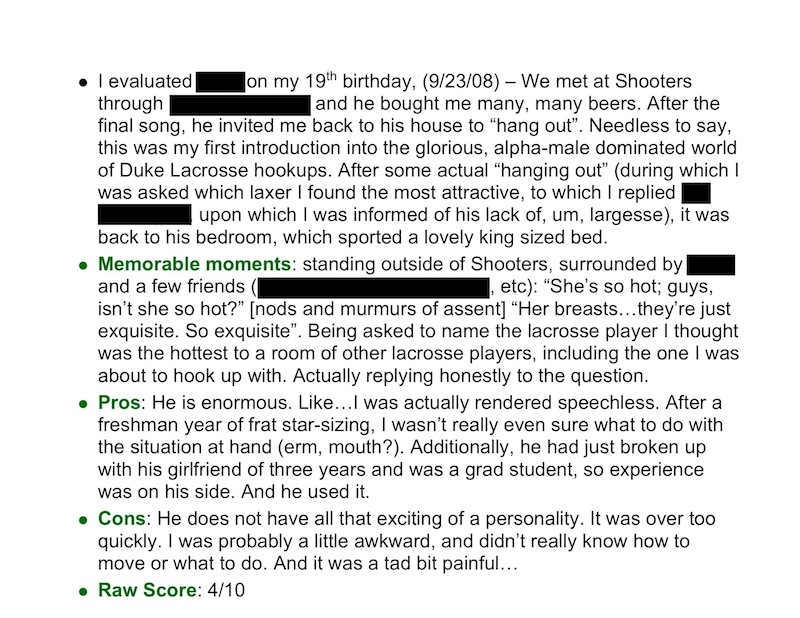 • I evaluated on my 19th birthday, (9/23/08) – We met at Shooters
through and he bought me many, many beers. After the
final song, he invited me back to his house to “hang out”. Needless to say,
this was my first introduction into the glorious, alpha-male dominated world
of Duke Lacrosse hookups. After some actual “hanging out” (during which I
was asked which laxer I found the most attractive, to which I replied
, upon which I was informed of his lack of, um, largesse), it was
back to his bedroom, which sported a lovely king sized bed.
• Memorable moments: standing outside of Shooters, surrounded by
and a few friends ( , etc): “She’s so hot; guys,
isn’t she so hot?” [nods and murmurs of assent] “Her breasts…they’re just
exquisite. So exquisite”. Being asked to name the lacrosse player I thought
was the hottest to a room of other lacrosse players, including the one I was
about to hook up with. Actually replying honestly to the question.
• Pros: He is enormous. Like…I was actually rendered speechless. After a
freshman year of frat star-sizing, I wasn’t really even sure what to do with
the situation at hand (erm, mouth?). Additionally, he had just broken up
with his girlfriend of three years and was a grad student, so experience
was on his side. And he used it.
• Cons: He does not have all that exciting of a personality. It was over too
quickly. I was probably a little awkward, and didn’t really know how to
move or what to do. And it was a tad bit painful…
• Raw Score: 4/10